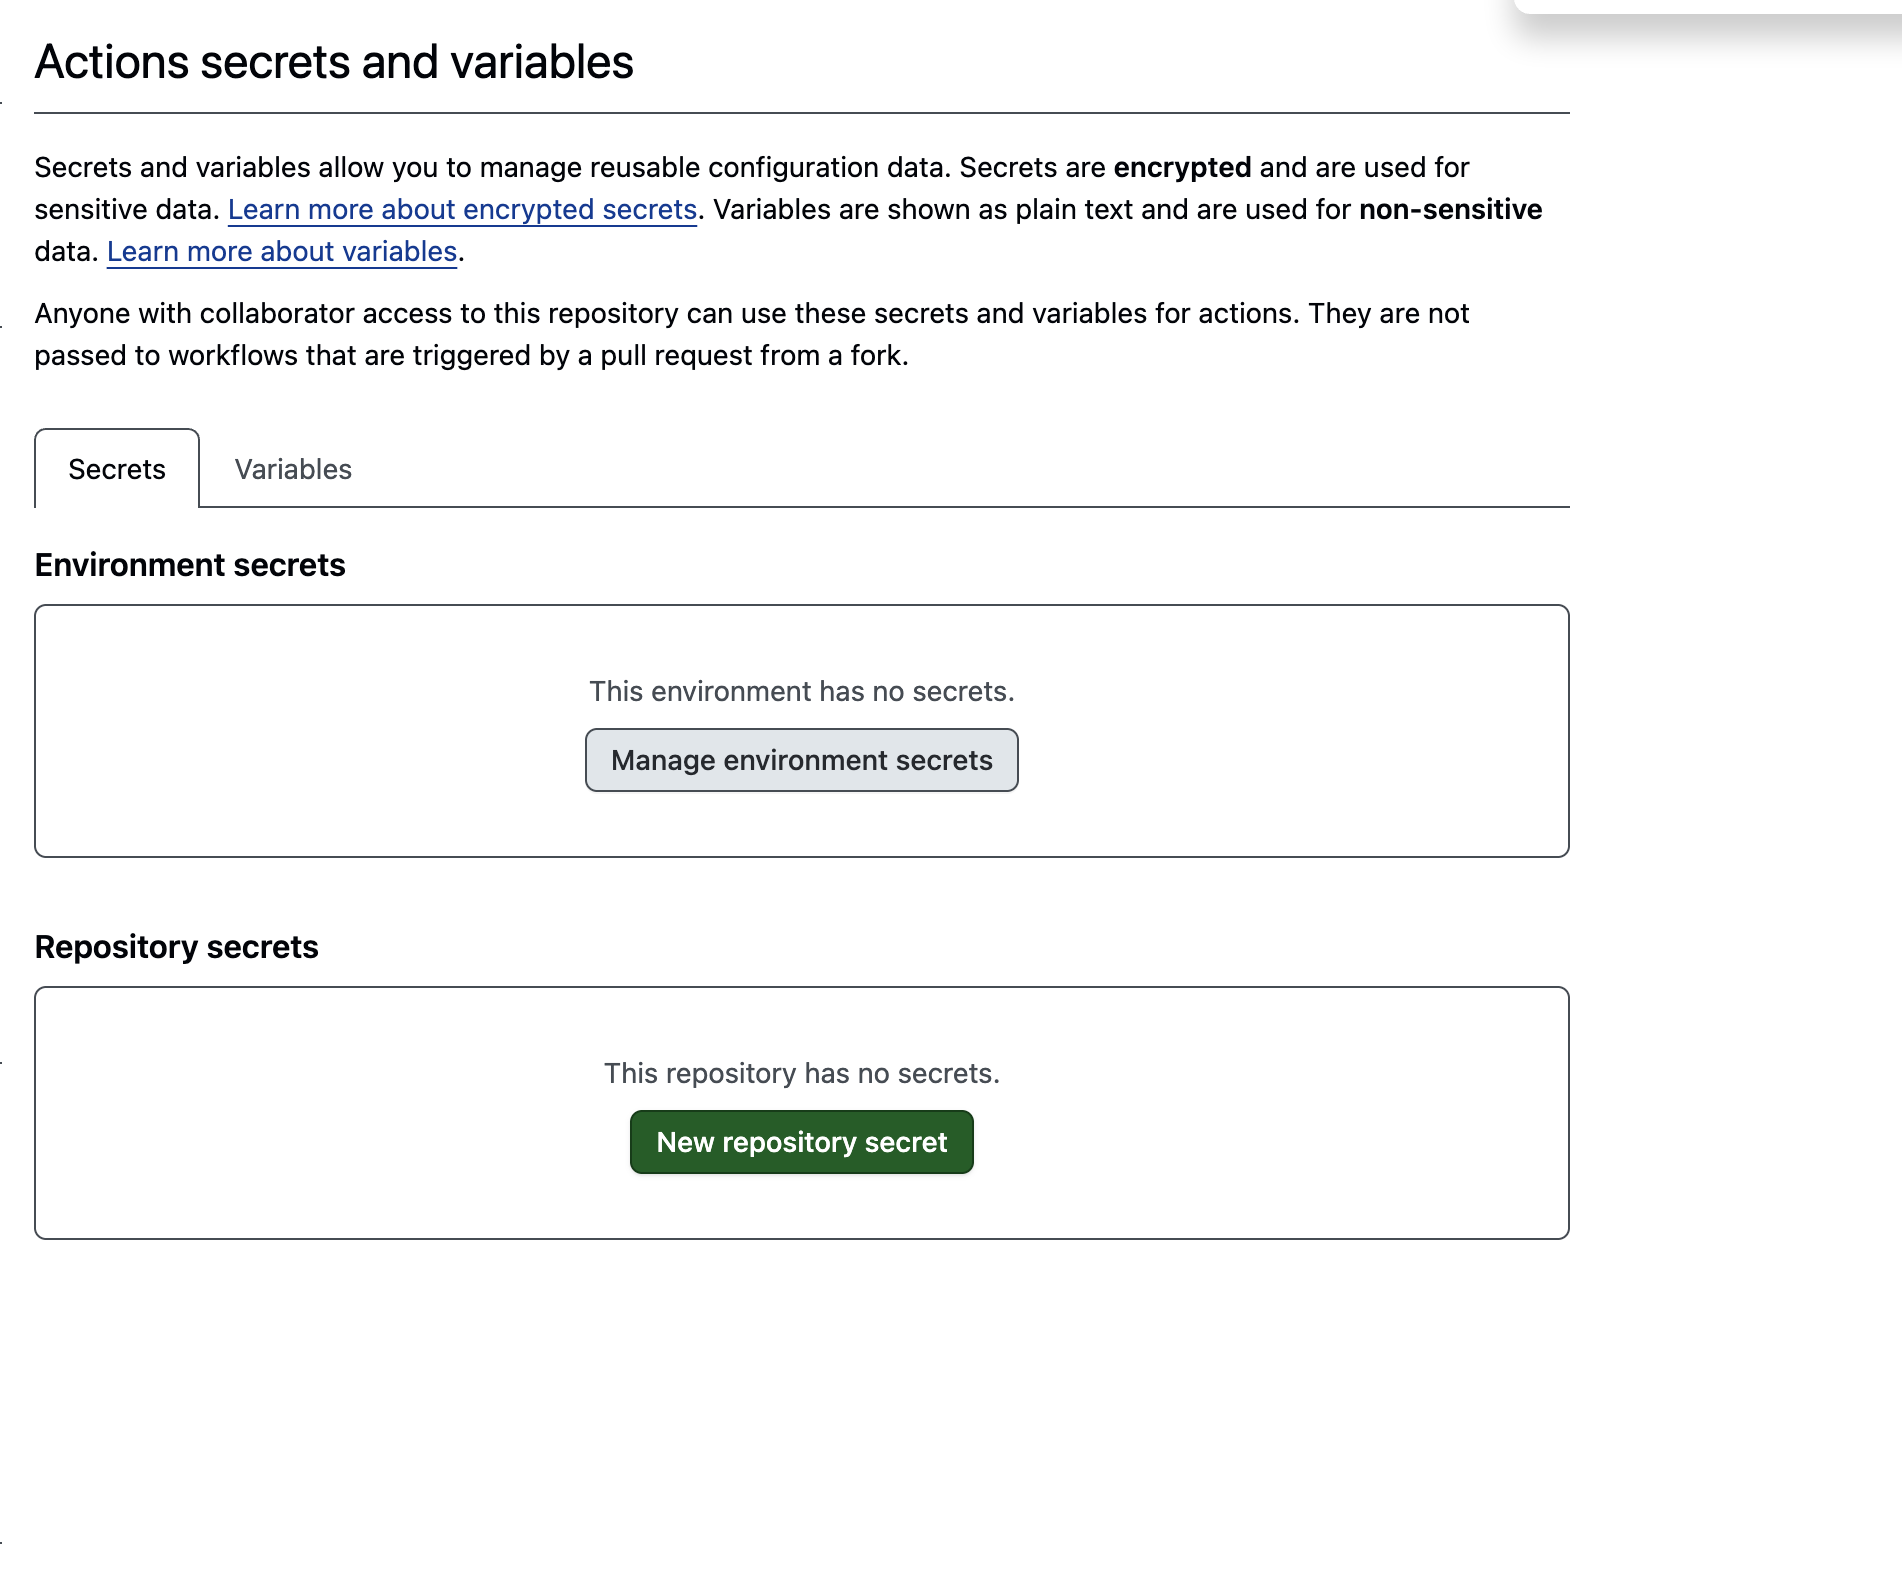 Actions secrets and variables
Secrets and variables allow you to manage reusable configuration data. Secrets are encrypted and are used for
sensitive data. Learn more about encrypted secrets. Variables are shown as plain text and are used for non-sensitive
data. Learn more about variables.
Anyone with collaborator access to this repository can use these secrets and variables for actions. They are not
passed to workflows that are triggered by a pull request from a fork.
Secrets
Variables
Environment secrets
This environment has no secrets.
Manage environment secrets
Repository secrets
This repository has no secrets.
New repository secret